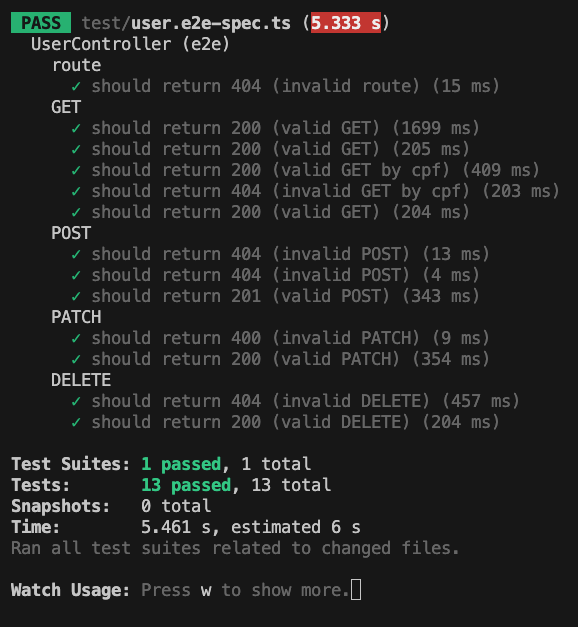 PASS test/user.e2e-spec.ts (5.333 s)
UserController (e2e)
route
✓ should return 404 (invalid route) (15 ms)
GET
✓ should return 200 (valid GET) (1699 ms)
✓ should return 200 (valid GET) (205 ms)
✓ should return 200 (valid GET by cpf) (409 ms)
✓ should return 404 (invalid GET by cpf) (203 ms)
✓ should return 200 (valid GET) (204 ms)
POST
✓ should return 404 (invalid POST) (13 ms)
✓ should return 404 (invalid POST) (4 ms)
✓ should return 201 (valid POST) (343 ms)
PATCH
✓ should return 400 (invalid PATCH) (9 ms)
✓ should return 200 (valid PATCH) (354 ms)
DELETE
✓ should return 404 (invalid DELETE) (457 ms)
✓ should return 200 (valid DELETE) (204 ms)
Test Suites: 1 passed, 1 total
Tests: 13 passed, 13 total
Snapshots: 0 total
Time: 5.461 s, estimated 6 s
Ran all test suites related to changed files.
Watch Usage: Press w to show more.